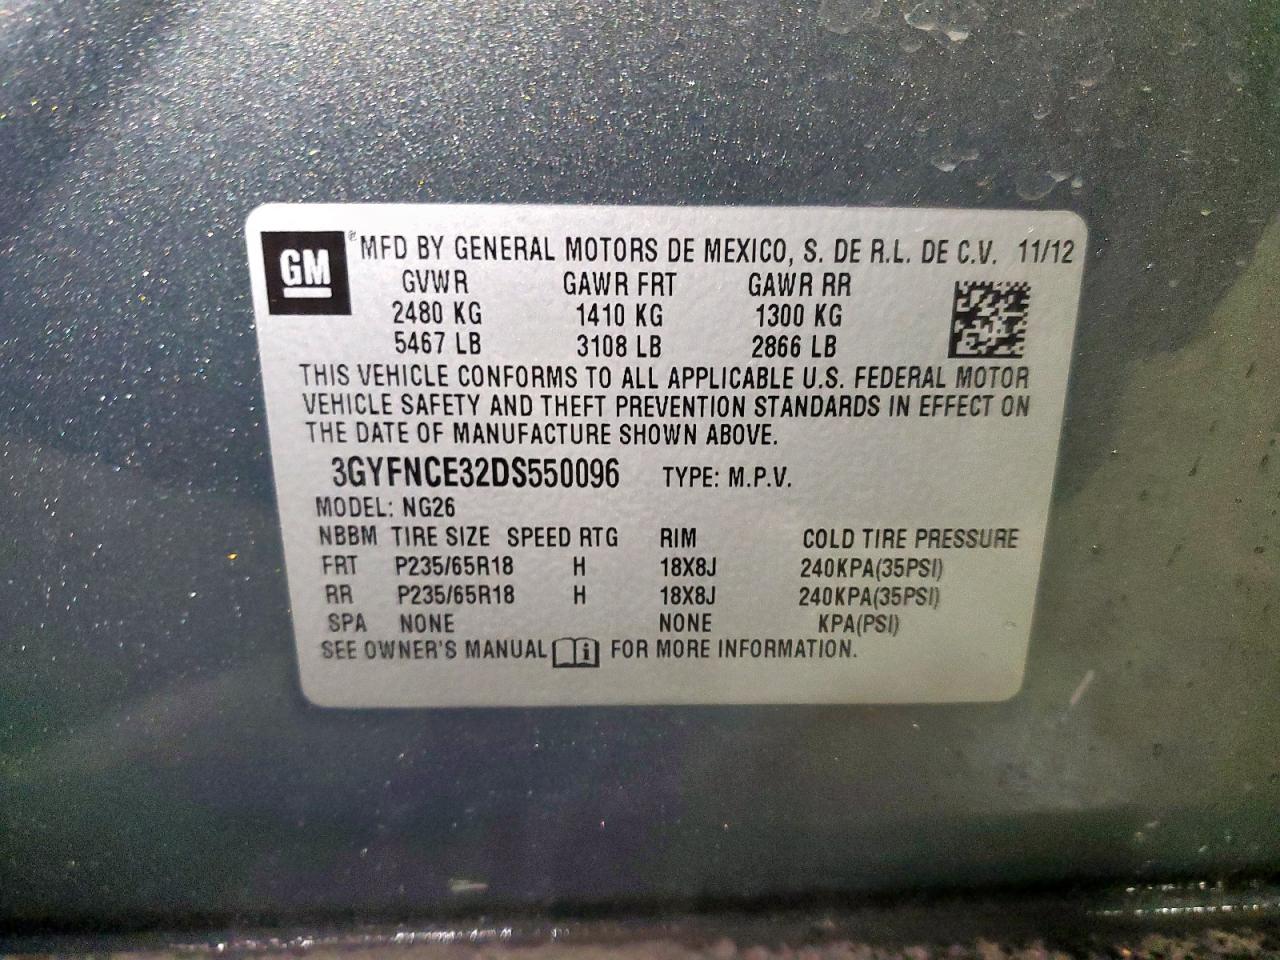 GM ® MFD BY GENERAL MOTORS DE MEXICO, S. DE R.L. DE C.V. 11/12
GVWR GAWR FRT GAWR RR
2480 KG 1410 KG 1300 KG
5467 LB 3108 LB 2866 LB
THIS VEHICLE CONFORMS TO ALL APPLICABLE U.S. FEDERAL MOTOR
VEHICLE SAFETY AND THEFT PREVENTION STANDARDS IN EFFECT ON
THE DATE OF MANUFACTURE SHOWN ABOVE.
3GYFNCE32DS550096 TYPE: M.P.V.
MODEL: NG26
NBBM TIRE SIZE SPEED RTG RIM COLD TIRE PRESSURE
FRT P235/65R18 H 18X8J 240KPA(35PSI)
RR P235/65R18 H 18X8J 240KPA(35PSI)
SPA NONE NONE KPA(PSI)
SEE OWNER'S MANUAL i FOR MORE INFORMATION.